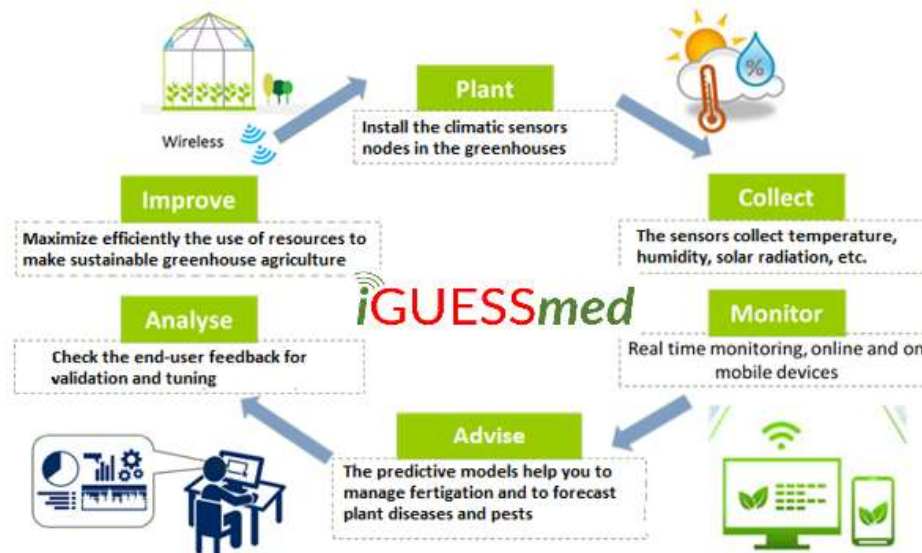 Plant
Install the climatic sensors
nodes in the greenhouses
%
Collect
The sensors collect temperature,
humidity, solar radiation, etc.
Monitor
Real time monitoring, online and on
mobile devices
Advise
The predictive models help you to
manage fertigation and to forecast
plant diseases and pests
Analyse
Check the end-user feedback for
validation and tuning
Improve
Maximize efficiently the use of resources to
make sustainable greenhouse agriculture
Wireless
iGUESSmed